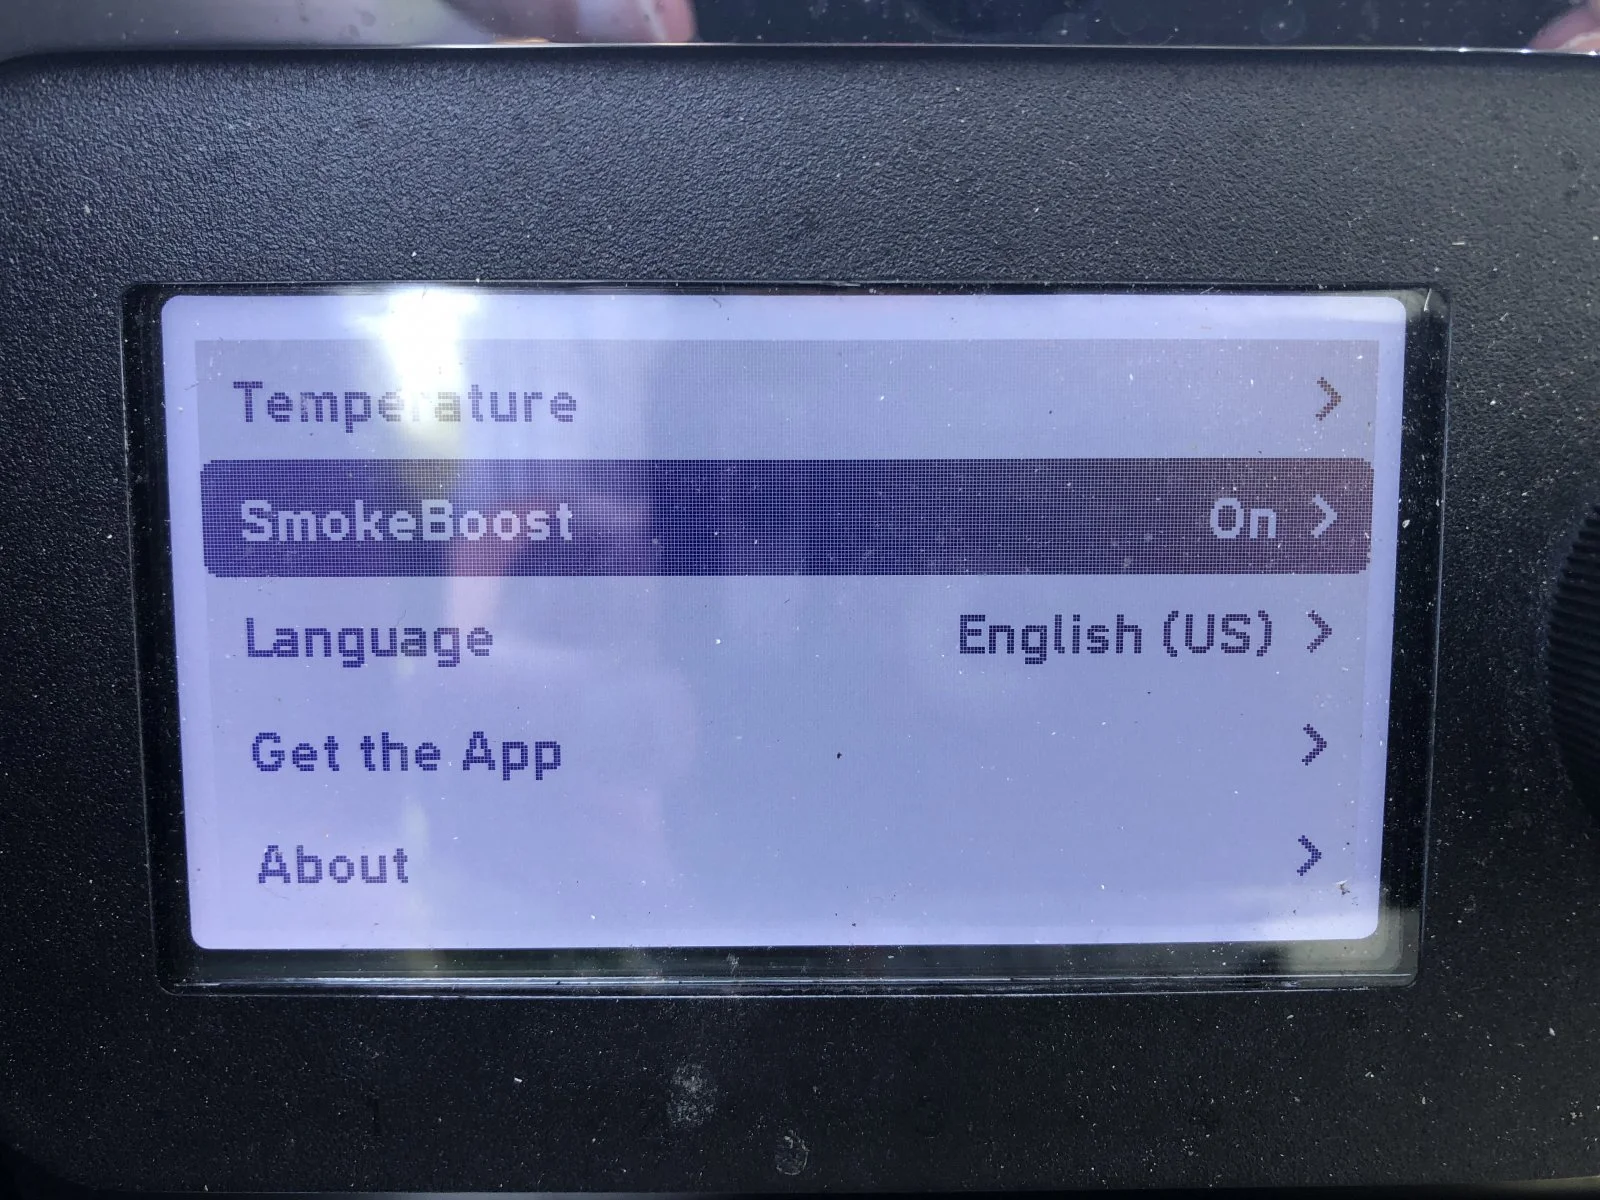 Temperature >
SmokeBoost On >
Language English (US) >
Get the App >
About >